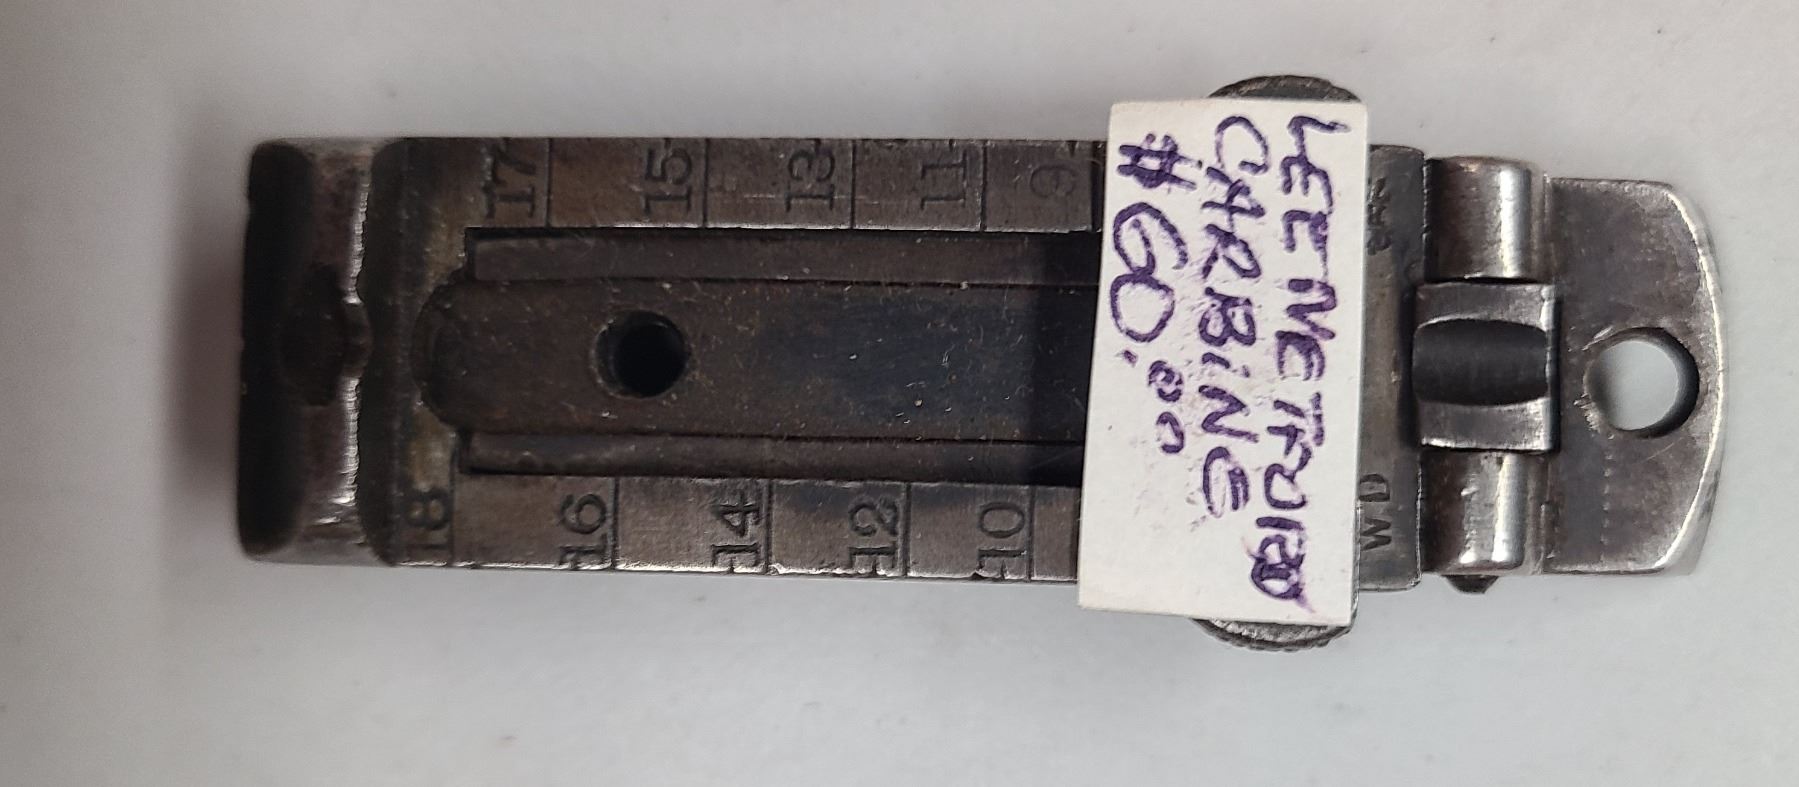 LEE METFORD
CARBINE
$60.00
17 15 13 11 9
18 16 14 12 10
WD